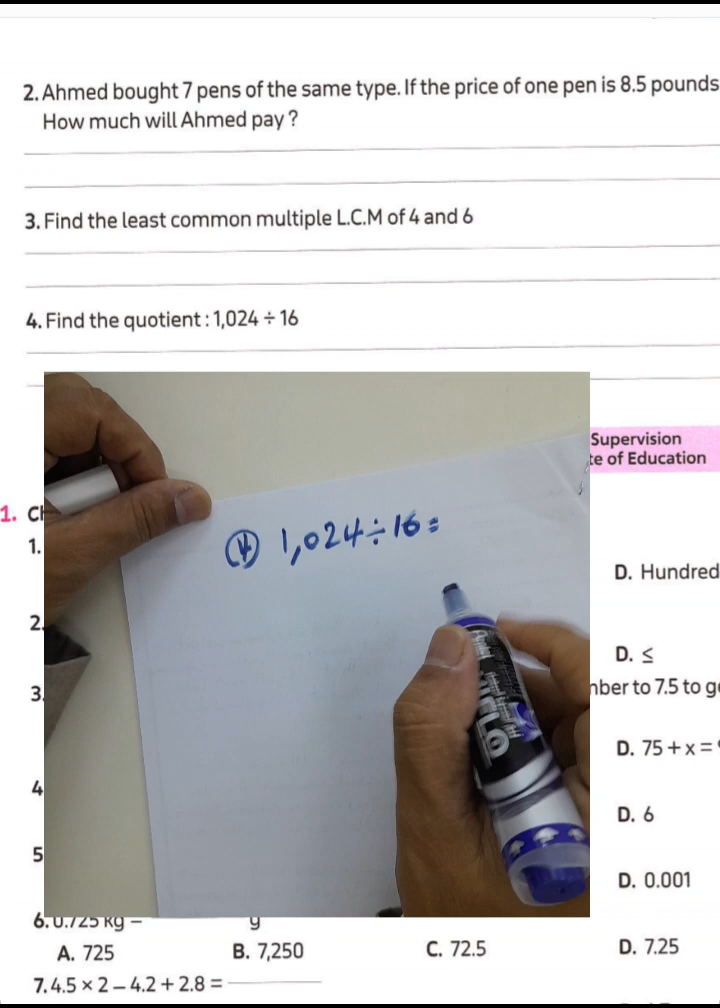 2. Ahmed bought 7 pens of the same type. If the price of one pen is 8.5 pounds
How much will Ahmed pay ?
3. Find the least common multiple L.C.M of 4 and 6
4. Find the quotient : 1,024 ÷ 16
Supervision
te of Education
1.
1.
④ 1,024÷16=
D. Hundred
2.
D. ≤
3.
to 7.5 to
D. 75 + x =
4
D. 6
5
D. 0.001
6. 0.725 kg =
A. 725 B. 7,250 C. 72.5 D. 7.25
7. 4.5 × 2 – 4.2 + 2.8 =